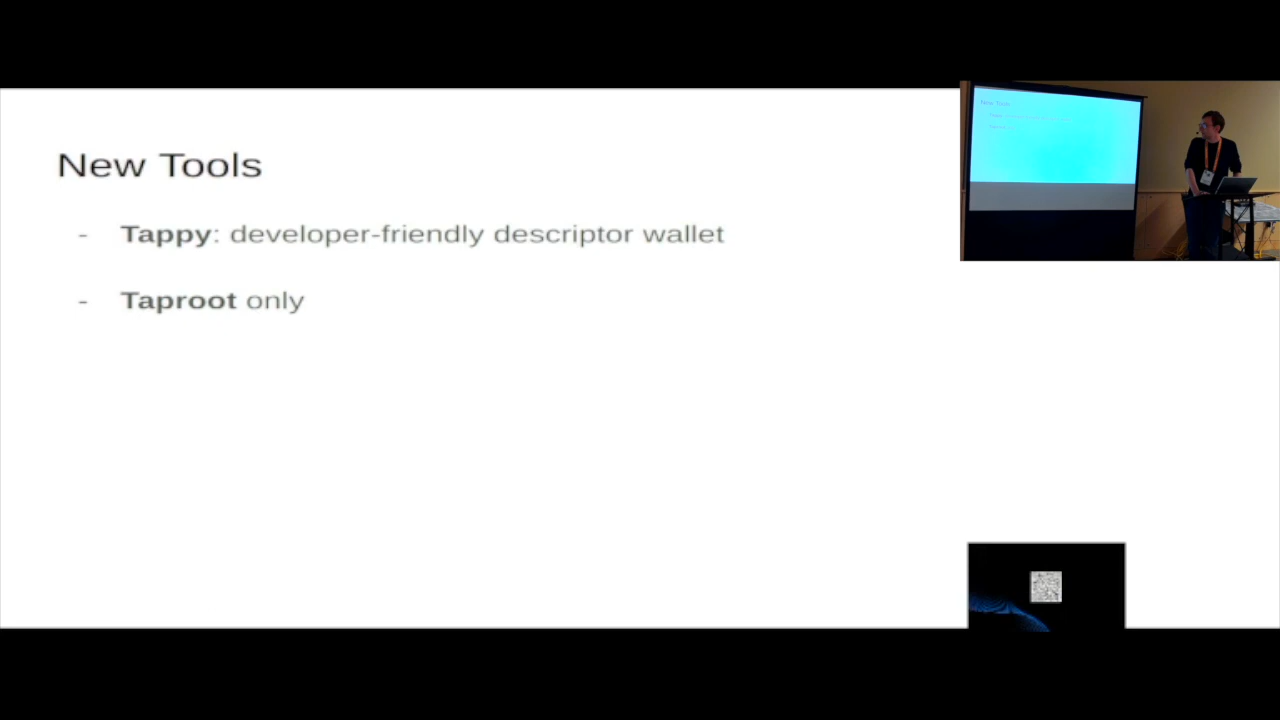 New Tools
- Tappy: developer-friendly descriptor wallet
- Taproot only